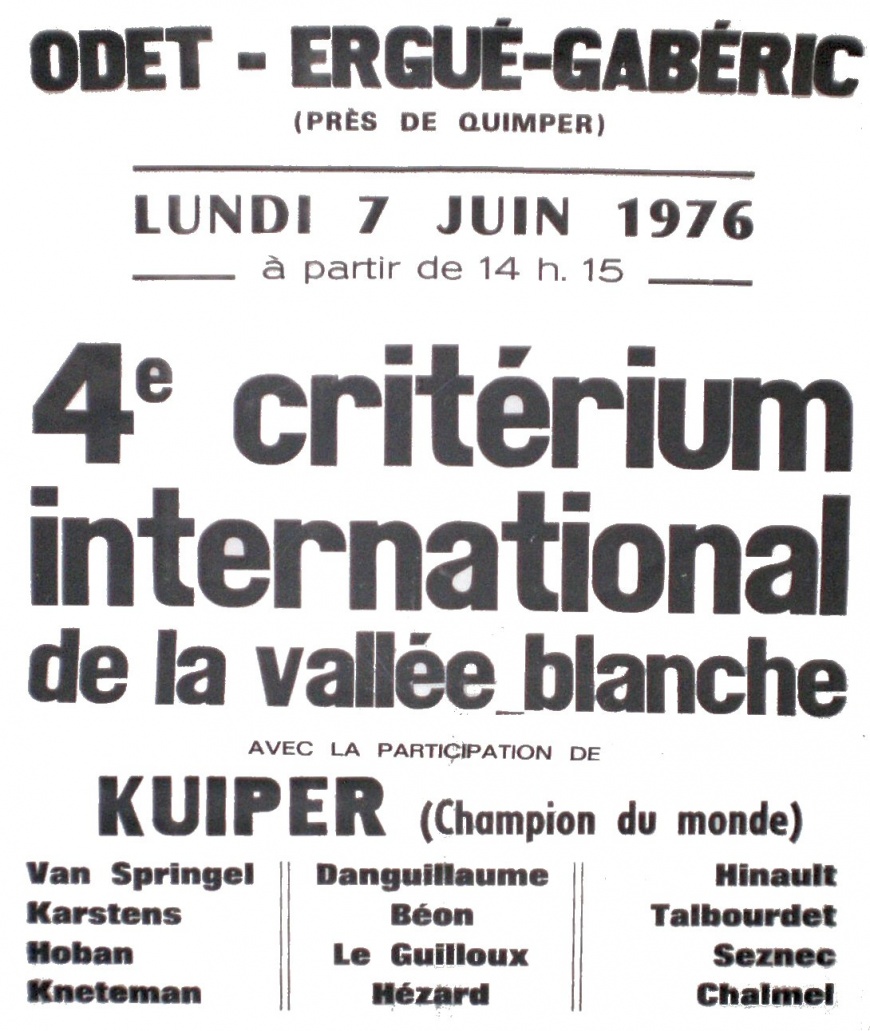 ODET - ERGUÉ-GABÉRIC
(PRÈS DE QUIMPER)
LUNDI 7 JUIN 1976
à partir de 14 h. 15
4e critérium
international
de la vallée_blanche
AVEC LA PARTICIPATION DE
KUIPER (Champion du monde)
Van Springel Danguillaume Hinault
Karstens Béon Talbourdet
Hoban Le Guilloux Seznec
Kneteman Hézard Chalmel